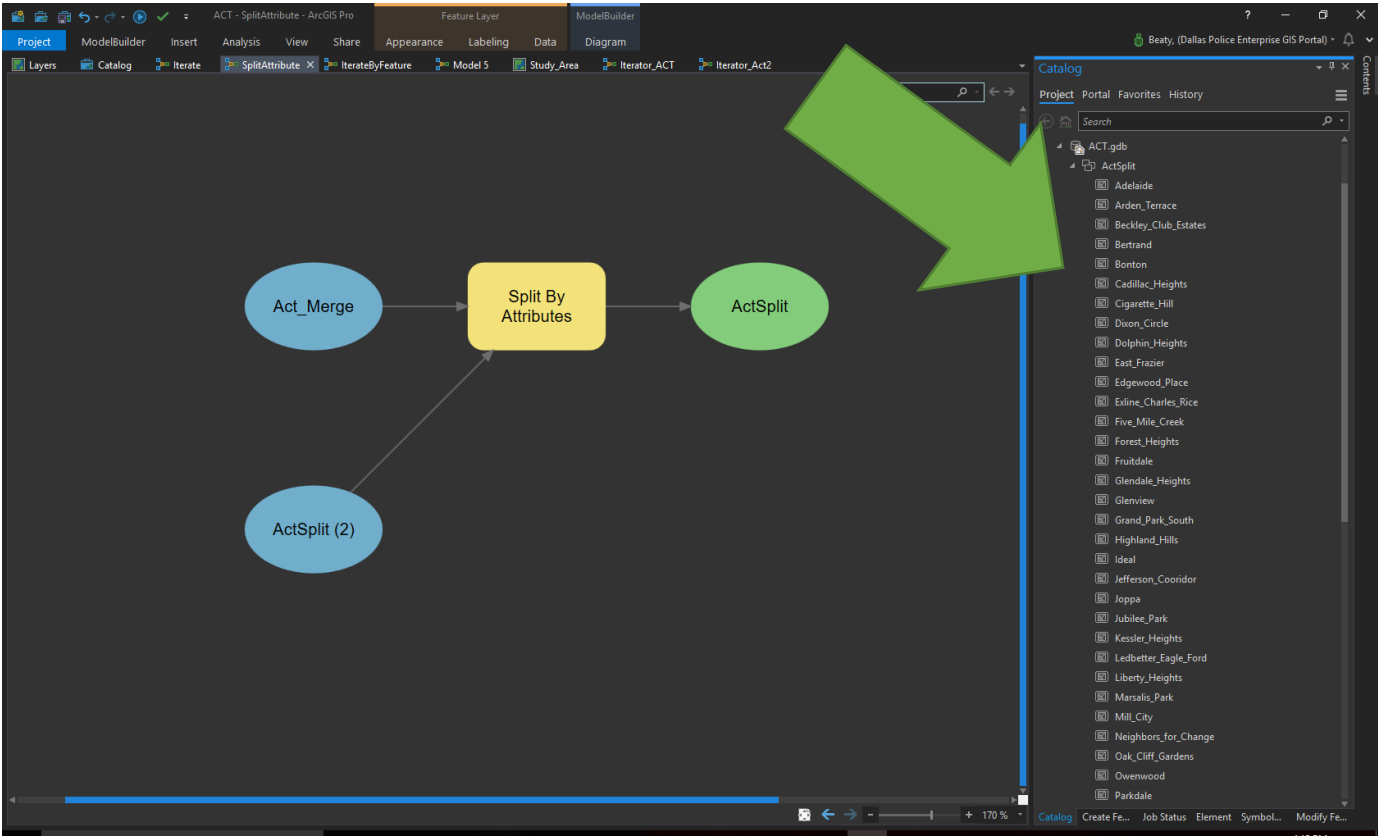 ACT - SplitAttribute - ArcGIS Pro
Feature Layer
ModelBuilder
?
Project ModelBuilder Insert Analysis View Share Appearance Labeling Data Diagram
Beaty, (Dallas Police Enterprise GIS Portal)
Layers Catalog Iterate SplitAttribute IterateByFeature Model 5 Study_Area Iterator_ACT Iterator_Act2
Contents
Act_Merge
Split By
Attributes
ActSplit
ActSplit (2)
170 %
Catalog
Project Portal Favorites History
Search
ACT.gdb
ActSplit
Adelaide
Arden_Terrace
Beckley_Club_Estates
Bertrand
Bonton
Cadillac_Heights
Cigarette_Hill
Dixon_Circle
Dolphin_Heights
East_Frazier
Edgewood_Place
Exline_Charles_Rice
Five_Mile_Creek
Forest_Heights
Fruitdale
Glendale_Heights
Glenview
Grand_Park_South
Highland_Hills
Ideal
Jefferson_Cooridor
Joppa
Jubilee_Park
Kessler_Heights
Ledbetter_Eagle_Ford
Liberty_Heights
Marsalis_Park
Mill_City
Neighbors_for_Change
Oak_Cliff_Gardens
Owenwood
Parkdale
Catalog Create Fe... Job Status Element Symbol... Modify Fe...